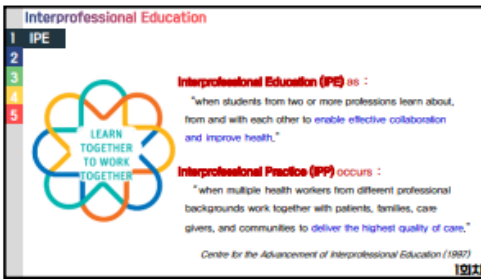 Interprofessional Education
1 IPE
2
3
4
5
LEARN
TOGETHER
TO WORK
TOGETHER
Interprofessional Education (IPE) as :
"when students from two or more professions learn about,
from and with each other to enable effective collaboration
and improve health."
Interprofessional Practice (IPP) occurs :
"when multiple health workers from different professional
backgrounds work together with patients, families, care
givers, and communities to deliver the highest quality of care."
Centre for the Advancement of Interprofessional Education (1997)
1회차